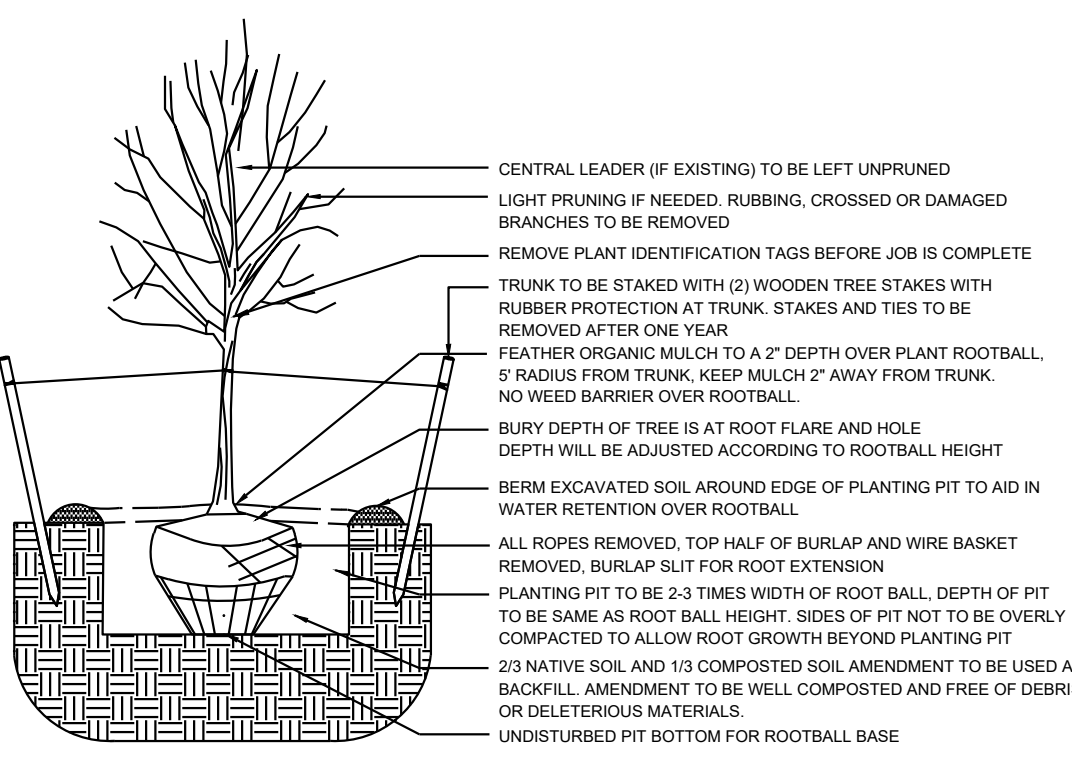 CENTRAL LEADER (IF EXISTING) TO BE LEFT UNPRUNED
LIGHT PRUNING IF NEEDED. RUBBING, CROSSED OR DAMAGED
BRANCHES TO BE REMOVED
REMOVE PLANT IDENTIFICATION TAGS BEFORE JOB IS COMPLETE
TRUNK TO BE STAKED WITH (2) WOODEN TREE STAKES WITH
RUBBER PROTECTION AT TRUNK. STAKES AND TIES TO BE
REMOVED AFTER ONE YEAR
FEATHER ORGANIC MULCH TO A 2" DEPTH OVER PLANT ROOTBALL,
5' RADIUS FROM TRUNK, KEEP MULCH 2" AWAY FROM TRUNK.
NO WEED BARRIER OVER ROOTBALL.
BURY DEPTH OF TREE IS AT ROOT FLARE AND HOLE
DEPTH WILL BE ADJUSTED ACCORDING TO ROOTBALL HEIGHT
BERM EXCAVATED SOIL AROUND EDGE OF PLANTING PIT TO AID IN
WATER RETENTION OVER ROOTBALL
ALL ROPES REMOVED, TOP HALF OF BURLAP AND WIRE BASKET
REMOVED, BURLAP SLIT FOR ROOT EXTENSION
PLANTING PIT TO BE 2-3 TIMES WIDTH OF ROOT BALL, DEPTH OF PIT
TO BE SAME AS ROOT BALL HEIGHT. SIDES OF PIT NOT TO BE OVERLY
COMPACTED TO ALLOW ROOT GROWTH BEYOND PLANTING PIT
2/3 NATIVE SOIL AND 1/3 COMPOSTED SOIL AMENDMENT TO BE USED A
BACKFILL. AMENDMENT TO BE WELL COMPOSTED AND FREE OF DEBRI
OR DELETERIOUS MATERIALS.
UNDISTURBED PIT BOTTOM FOR ROOTBALL BASE